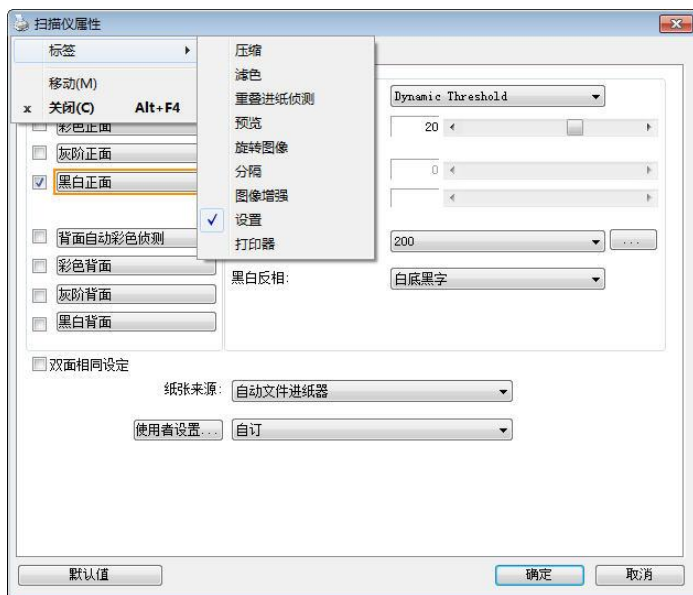 扫描仪属性
标签
移动(M)
x 关闭(C) Alt+F4
压缩
滤色
重叠进纸侦测
预览
旋转图像
分隔
图像增强
设置
打印器
彩色正面
灰阶正面
黑白正面
背面自动彩色侦测
彩色背面
灰阶背面
黑白背面
Dynamic Threshold
20
0
200
...
黑白反相:
白底黑字
双面相同设定
纸张来源:
自动文件进纸器
使用者设置...
自订
默认值
确定
取消